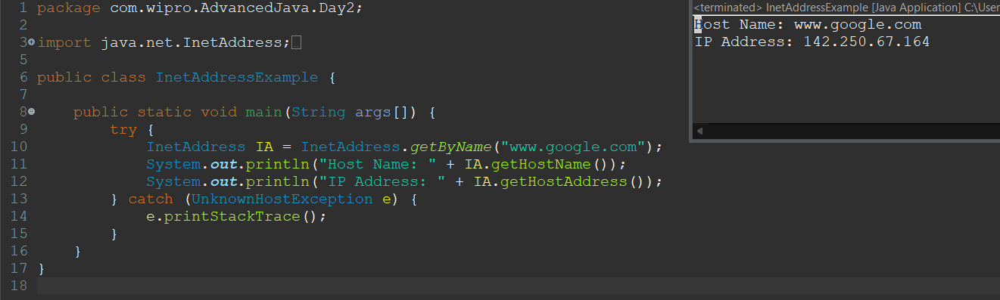 1 package com.wipro.AdvancedJava.Day2;
2
3 import java.net.InetAddress;
5
6 public class InetAddressExample {
7
8     public static void main(String args[]) {
9         try {
10             InetAddress IA = InetAddress.getByName("www.google.com");
11             System.out.println("Host Name: " + IA.getHostName());
12             System.out.println("IP Address: " + IA.getHostAddress());
13         } catch (UnknownHostException e) {
14             e.printStackTrace();
15         }
16     }
17 }
18
<terminated> InetAddressExample [Java Application] C:\User
Host Name: www.google.com
IP Address: 142.250.67.164